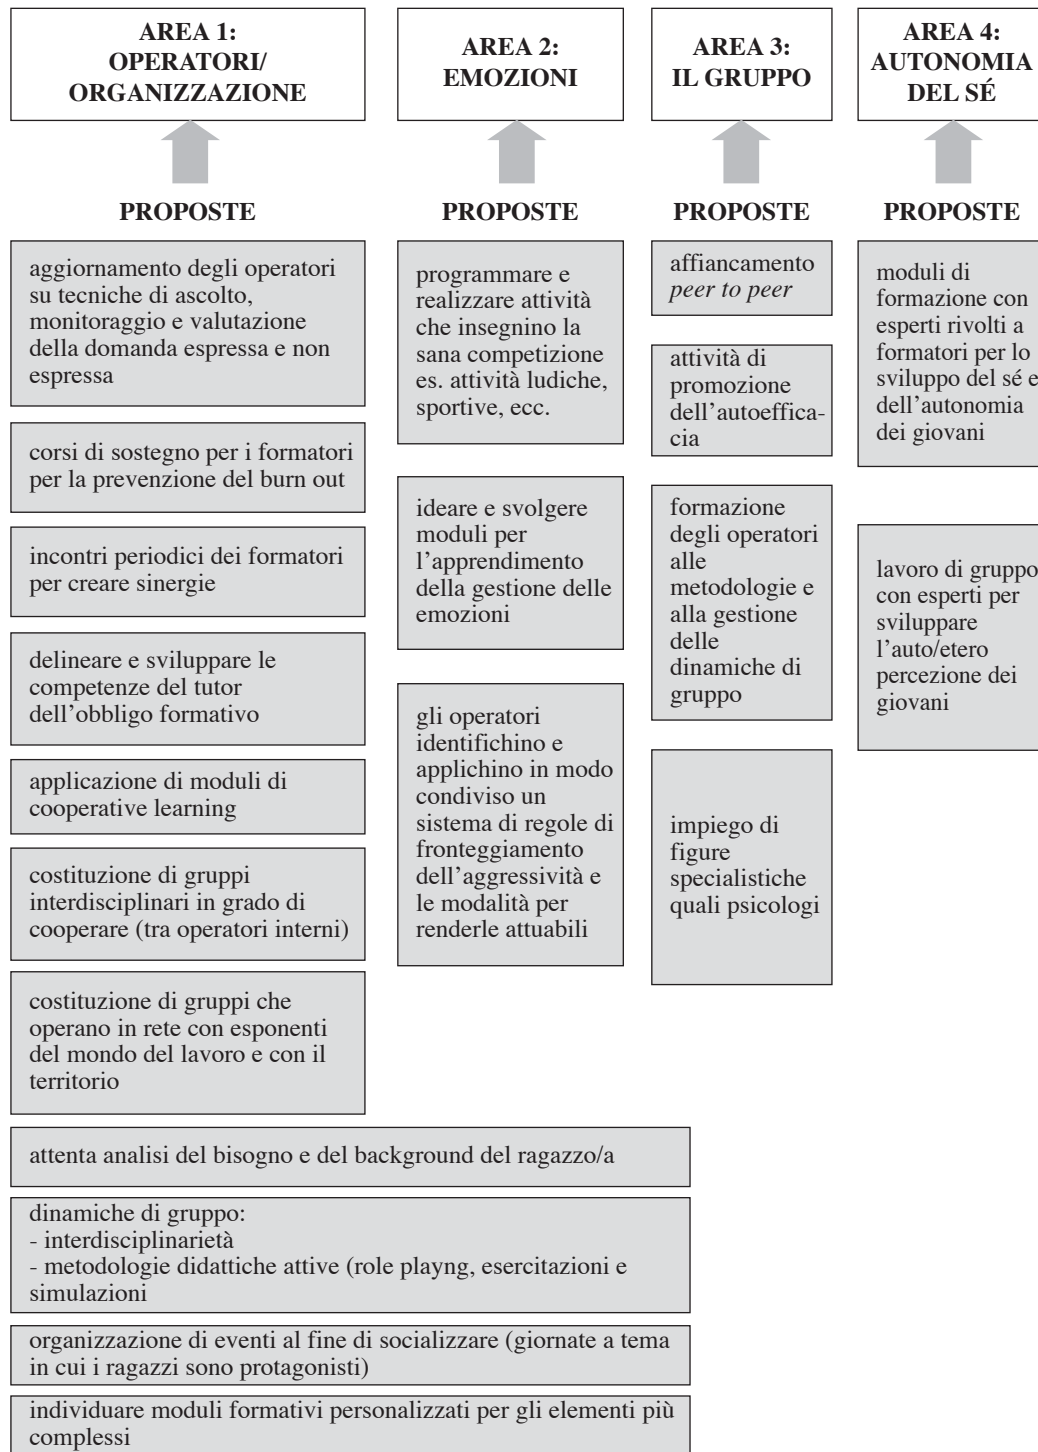 AREA 1:
OPERATORI/
ORGANIZZAZIONE
PROPOSTE
aggiornamento degli operatori
su tecniche di ascolto,
monitoraggio e valutazione
della domanda espressa e non
espressa
corsi di sostegno per i formatori
per la prevenzione del burn out
incontri periodici dei formatori
per creare sinergie
delineare e sviluppare le
competenze del tutor
dell’obbligo formativo
applicazione di moduli di
cooperative learning
costituzione di gruppi
interdisciplinari in grado di
cooperare (tra operatori interni)
costituzione di gruppi che
operano in rete con esponenti
del mondo del lavoro e con il
territorio
AREA 2:
EMOZIONI
PROPOSTE
programmare e
realizzare attività
che insegnino la
sana competizione
es. attività ludiche,
sportive, ecc.
ideare e svolgere
moduli per
l’apprendimento
della gestione delle
emozioni
gli operatori
identifichino e
applichino in modo
condiviso un
sistema di regole di
fronteggiamento
dell’aggressività e
le modalità per
renderle attuabili
AREA 3:
IL GRUPPO
PROPOSTE
affiancamento
peer to peer
attività di
promozione
dell’autoeffica-
cia
formazione
degli operatori
alle
metodologie e
alla gestione
delle
dinamiche di
gruppo
impiego di
figure
specialistiche
quali psicologi
AREA 4:
AUTONOMIA
DEL SÉ
PROPOSTE
moduli di
formazione con
esperti rivolti a
formatori per lo
sviluppo del sé e
dell’autonomia
dei giovani
lavoro di gruppo
con esperti per
sviluppare
l’auto/etero
percezione dei
giovani
attenta analisi del bisogno e del background del ragazzo/a
dinamiche di gruppo:
- interdisciplinarietà
- metodologie didattiche attive (role playng, esercitazioni e
simulazioni
organizzazione di eventi al fine di socializzare (giornate a tema
in cui i ragazzi sono protagonisti)
individuare moduli formativi personalizzati per gli elementi più
complessi